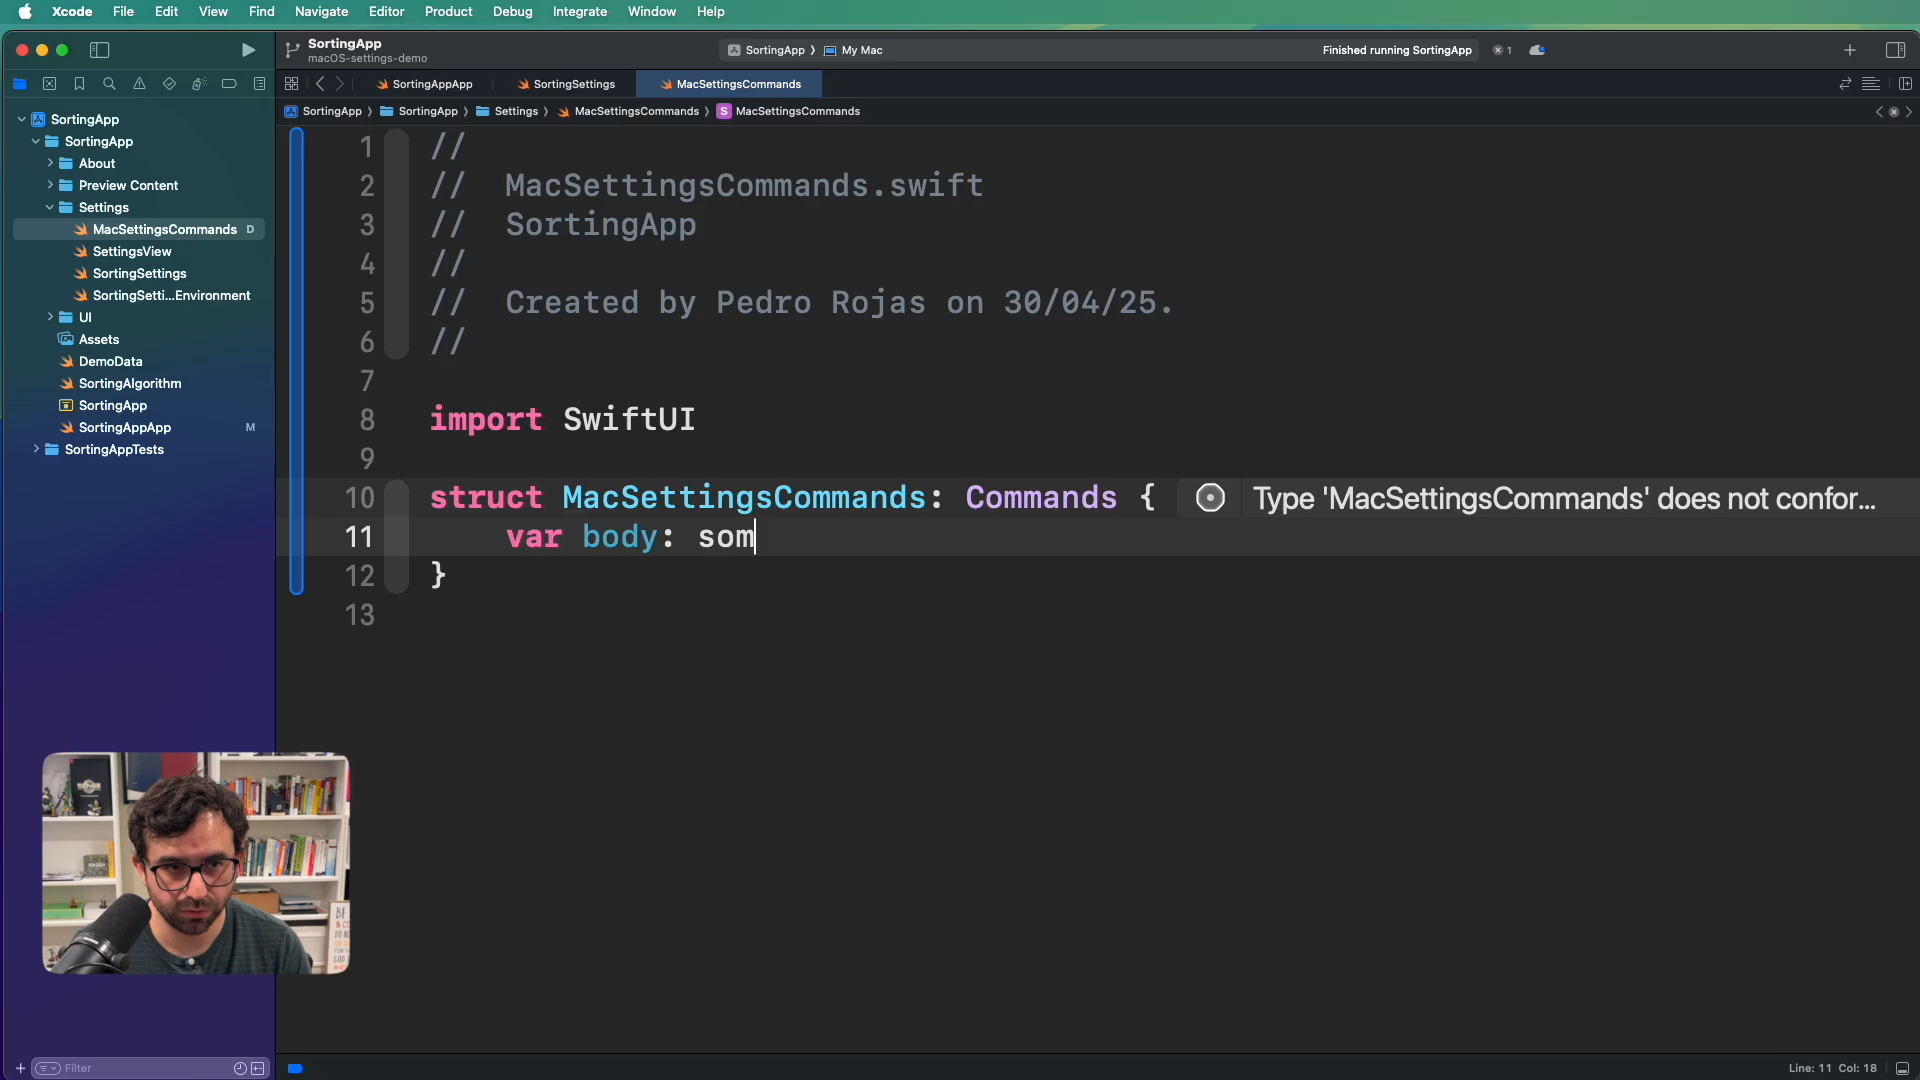 Xcode File Edit View Find Navigate Editor Product Debug Integrate Window Help
SortingApp
macOS-settings-demo
SortingApp 〉 My Mac
Finished running SortingApp
1
SortingAppApp
SortingSettings
MacSettingsCommands
SortingApp 〉 SortingApp 〉 Settings 〉 MacSettingsCommands 〉 S MacSettingsCommands
SortingApp
SortingApp
About
Preview Content
Settings
MacSettingsCommands D
SettingsView
SortingSettings
SortingSetti...Environment
UI
Assets
DemoData
SortingAlgorithm
SortingApp
SortingAppApp M
SortingAppTests
1 //
2 // MacSettingsCommands.swift
3 // SortingApp
4 //
5 // Created by Pedro Rojas on 30/04/25.
6 //
7
8 import SwiftUI
9
10 struct MacSettingsCommands: Commands { Type 'MacSettingsCommands' does not confor...
11 var body: som
12 }
13
Filter
Line: 11 Col: 18